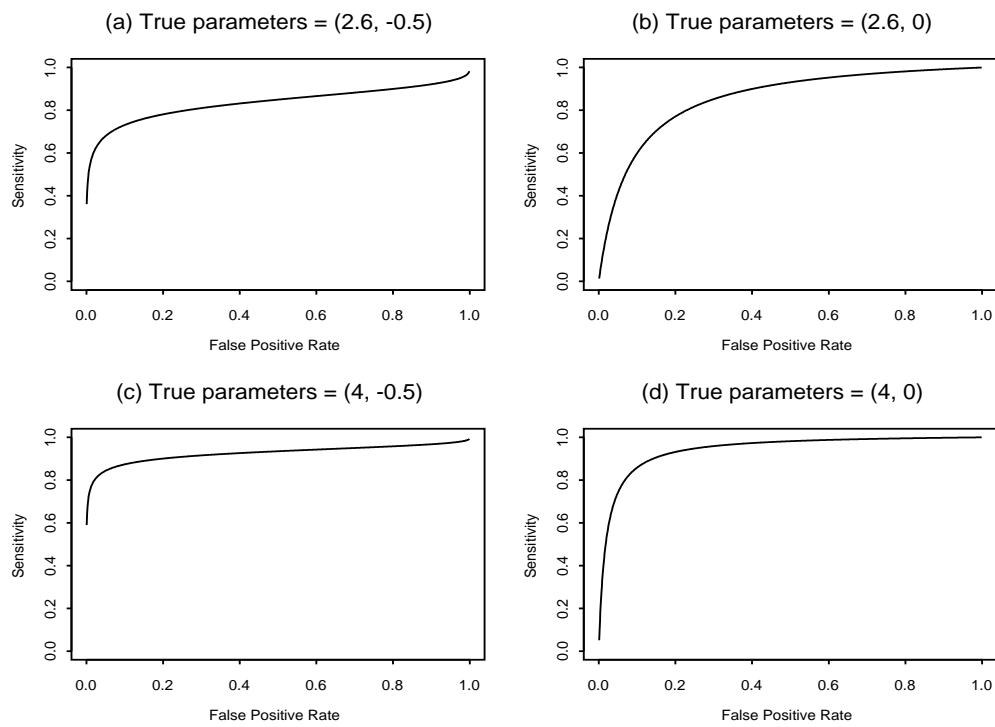 (a) True parameters = (2.6, -0.5)
Sensitivity
0.0 0.2 0.4 0.6 0.8 1.0
0.0 0.2 0.4 0.6 0.8 1.0
False Positive Rate
(b) True parameters = (2.6, 0)
Sensitivity
0.0 0.2 0.4 0.6 0.8 1.0
0.0 0.2 0.4 0.6 0.8 1.0
False Positive Rate
(c) True parameters = (4, -0.5)
Sensitivity
0.0 0.2 0.4 0.6 0.8 1.0
0.0 0.2 0.4 0.6 0.8 1.0
False Positive Rate
(d) True parameters = (4, 0)
Sensitivity
0.0 0.2 0.4 0.6 0.8 1.0
0.0 0.2 0.4 0.6 0.8 1.0
False Positive Rate